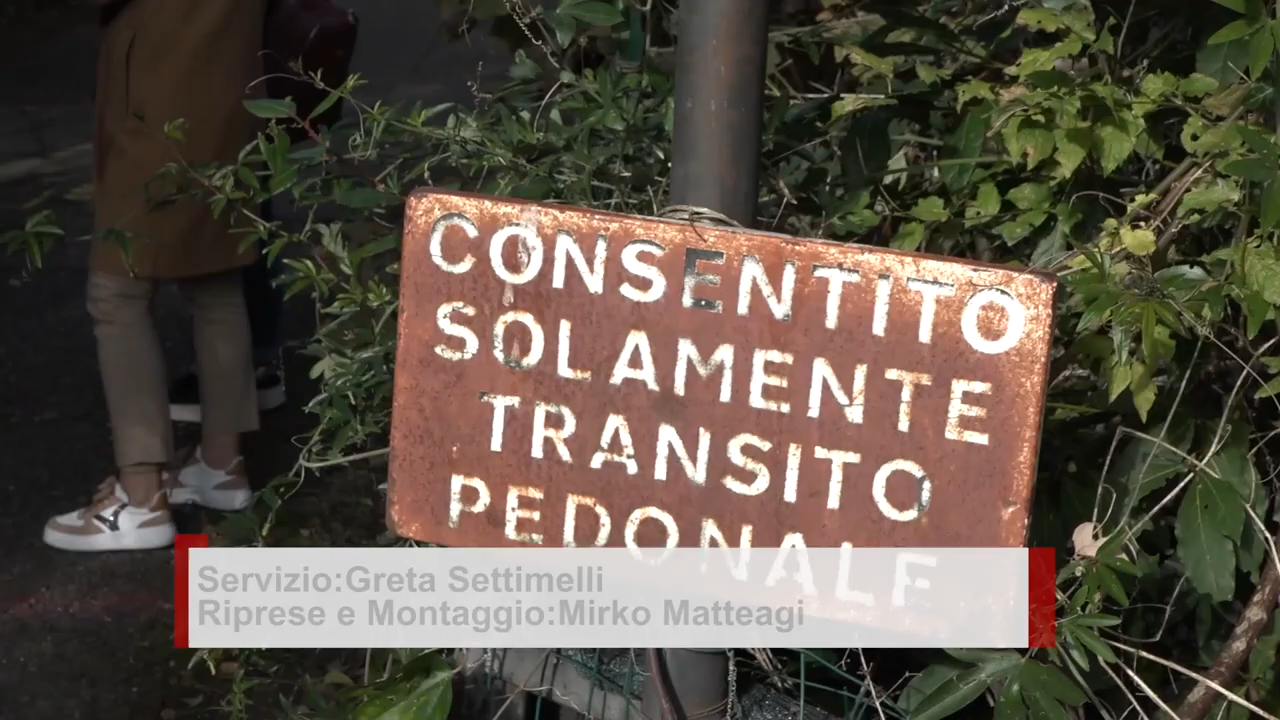 CONSENTITO
SOLAMENTE
TRANSITO
PEDONALE
Servizio:Greta Settimelli
Riprese e Montaggio:Mirko Matteagi